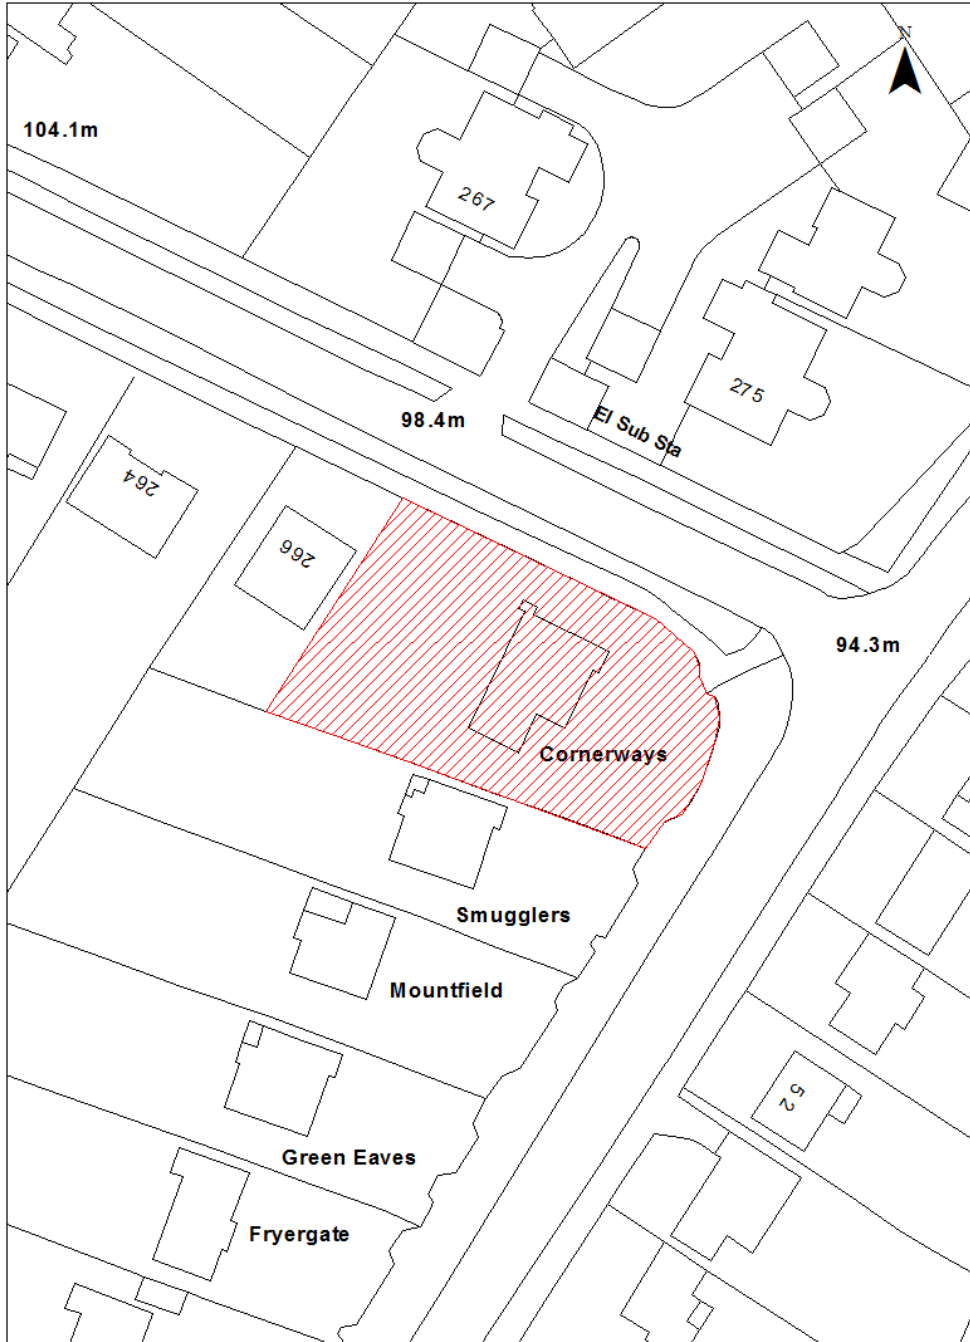 N
104.1m
267
275
98.4m
El Sub Sta
264
266
94.3m
Cornerways
Smugglers
Mountfield
52
Green Eaves
Fryergate